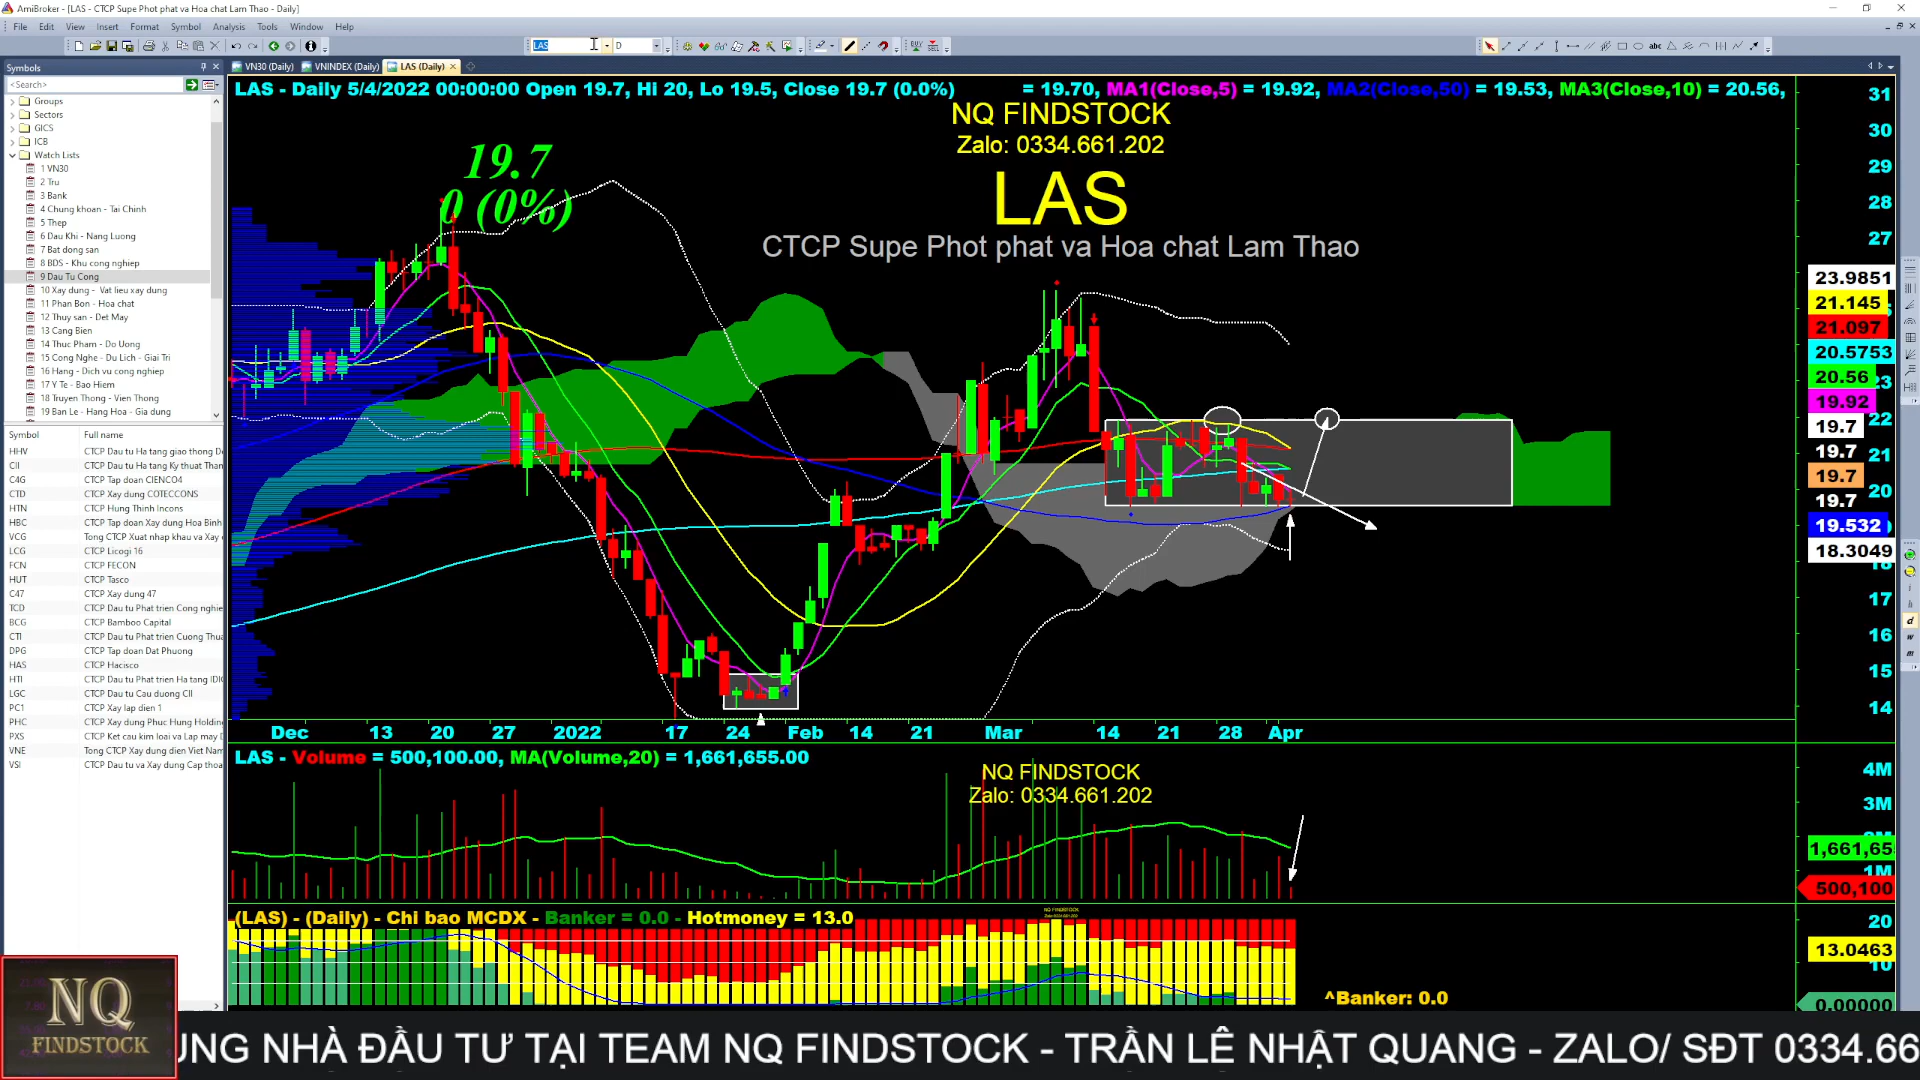 AmiBroker - [LAS - CTCP Supe Phot phat va Hoa chat Lam Thao - Daily]
File Edit View Insert Format Symbol Analysis Tools Window Help
LAS D
Symbols
VN30 (Daily) VNINDEX (Daily) LAS (Daily)
<Search>
Groups
Sectors
GICS
ICB
Watch Lists
1 VN30
2 Tru
3 Bank
4 Chung khoan - Tai Chinh
5 Thep
6 Dau Khi - Nang Luong
7 Bat dong san
8 BDS - Khu cong nghiep
9 Dau Tu Cong
10 Xay dung - Vat lieu xay dung
11 Phan Bon - Hoa chat
12 Thuy san - Det May
13 Cang Bien
14 Thuc Pham - Do Uong
15 Cong Nghe - Du Lich - Giai Tri
16 Hang - Dich vu cong nghiep
17 Y Te - Bao Hiem
18 Truyen Thong - Vien Thong
19 Ban Le - Hang Hoa - Gia dung
Symbol Full name
HHV CTCP Dau tu Ha tang giao thong De
CII CTCP Dau tu Ha tang Ky thuat Than
C4G CTCP Tap doan CIENCO4
CTD CTCP Xay dung COTECCONS
HTN CTCP Hung Thinh Incons
HBC CTCP Tap doan Xay dung Hoa Binh
VCG Tong CTCP Xuat nhap khau va Xay
LCG CTCP Licogi 16
FCN CTCP FECON
HUT CTCP Tasco
C47 CTCP Xay dung 47
TCD CTCP Dau tu Phat trien Cong nghie
BCG CTCP Bamboo Capital
CTI CTCP Dau tu Phat trien Cuong Thua
DPG CTCP Tap doan Dat Phuong
HAS CTCP Hacisco
HTI CTCP Dau tu Phat trien Ha tang IDI
LGC CTCP Dau tu Cau duong CII
PC1 CTCP Xay lap dien 1
PHC CTCP Xay dung Phuc Hung Holding
PXS CTCP Ket cau kim loai va Lap may
VNE Tong CTCP Xay dung dien Viet Nam
VSI CTCP Dau tu va Xay dung Cap thoa
LAS - Daily 5/4/2022 00:00:00 Open 19.7, Hi 20, Lo 19.5, Close 19.7 (0.0%) = 19.70, MA1(Close,5) = 19.92, MA2(Close,50) = 19.53, MA3(Close,10) = 20.56,
NQ FINDSTOCK
Zalo: 0334.661.202
LAS
CTCP Supe Phot phat va Hoa chat Lam Thao
19.7
0 (0%)
31
30
29
28
27
23.9851
21.145
21.097
20.5753
20.56
23
19.92
22
19.7
19.7
21
19.7
20
19.7
19.532
18.3049
17
16
15
14
Dec 13 20 27 2022 17 24 Feb 14 21 Mar 14 21 28 Apr
LAS - Volume = 500,100.00, MA(Volume,20) = 1,661,655.00
NQ FINDSTOCK
Zalo: 0334.661.202
4M
3M
1,661,65
1M
500,100
(LAS) - (Daily) - Chi bao MCDX - Banker = 0.0 - Hotmoney = 13.0
20
13.0463
10
^Banker: 0.0
0.00000
NQ
FINDSTOCK
UNG NHÀ ĐẦU TƯ TẠI TEAM NQ FINDSTOCK - TRẦN LÊ NHẬT QUANG - ZALO/ SĐT 0334.66